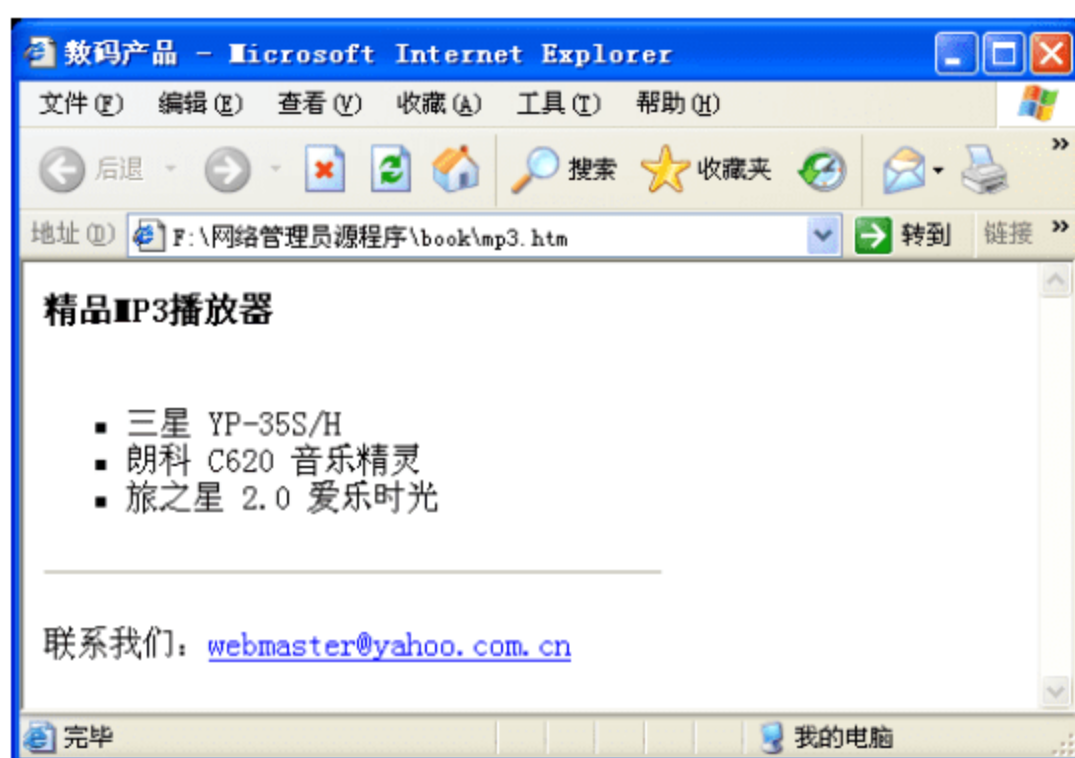 数码产品 - Microsoft Internet Explorer
文件(F) 编辑(E) 查看(V) 收藏(A) 工具(T) 帮助(H)
后退 搜索 收藏夹 »
地址(D) F:\网络管理员源程序\book\mp3.htm 转到 链接 »
精品MP3播放器
▪ 三星 YP-35S/H
▪ 朗科 C620 音乐精灵
▪ 旅之星 2.0 爱乐时光
联系我们：webmaster@yahoo.com.cn
完毕 我的电脑